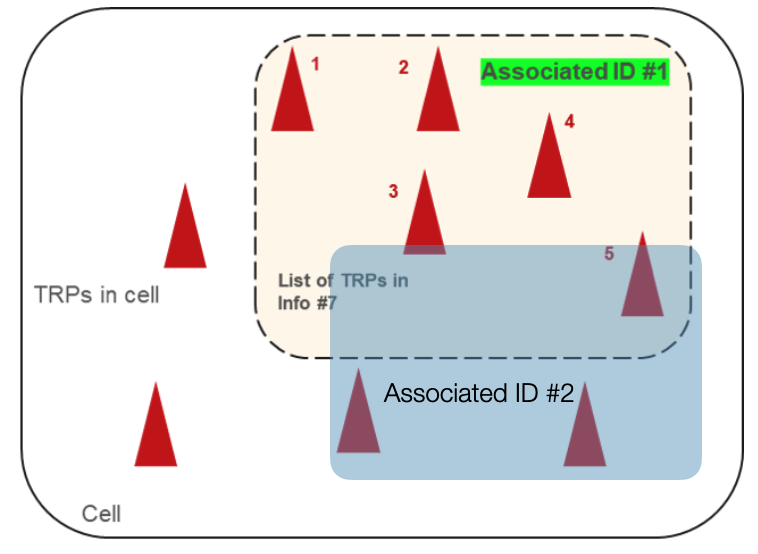 1
2
Associated ID #1
4
3
5
List of TRPs in
Info #7
TRPs in cell
Associated ID #2
Cell